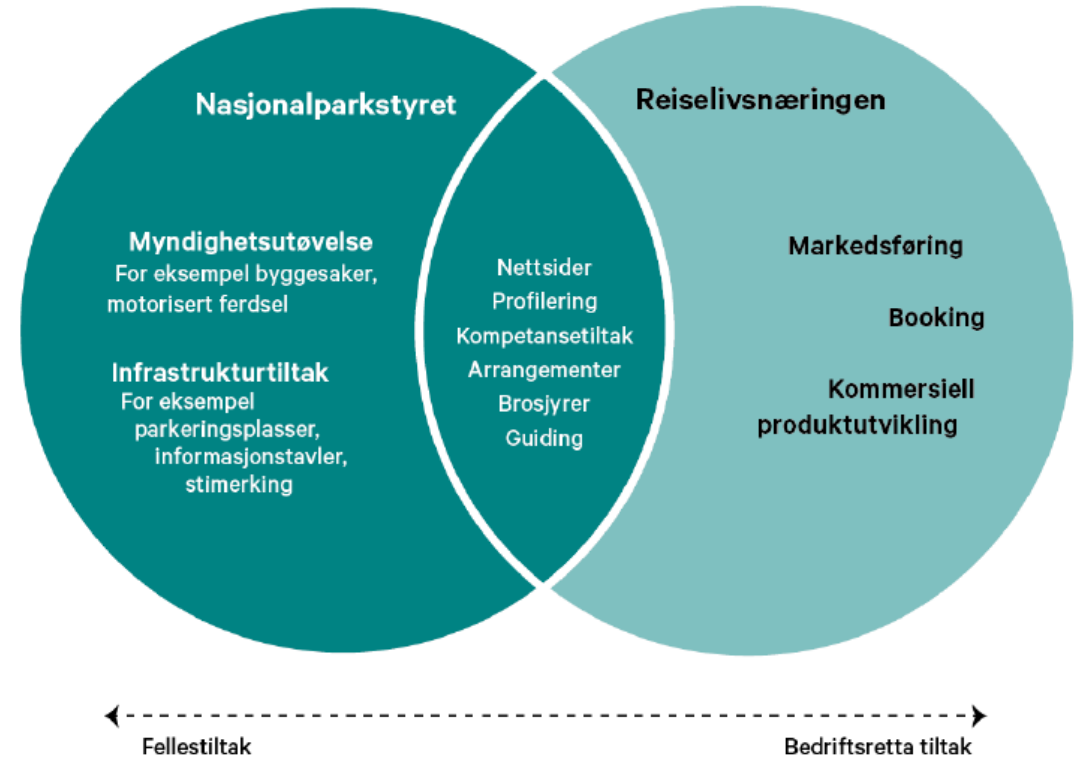 Nasjonalparkstyret
Myndighetsutøvelse
For eksempel byggesaker,
motorisert ferdsel
Infrastrukturtiltak
For eksempel
parkeringsplasser,
informasjonstavler,
stimerking
Nettsider
Profilering
Kompetansetiltak
Arrangementer
Brosjyrer
Guiding
Reiselivsnæringen
Markedsføring
Booking
Kommersiell
produktutvikling
Fellestiltak
Bedriftsretta tiltak